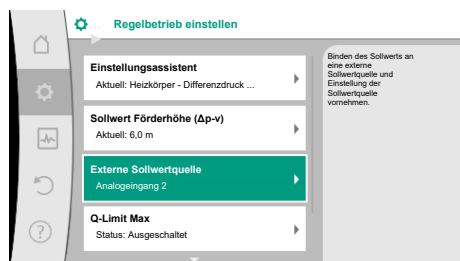 Regelbetrieb einstellen
Einstellungsassistent
Aktuell: Heizkörper - Differenzdruck ...
Sollwert Förderhöhe (Δp-v)
Aktuell: 6,0 m
Externe Sollwertquelle
Analogeingang 2
Q-Limit Max
Status: Ausgeschaltet
Binden des Sollwerts an
eine externe
Sollwertquelle und
Einstellung der
Sollwertquelle
vornehmen.